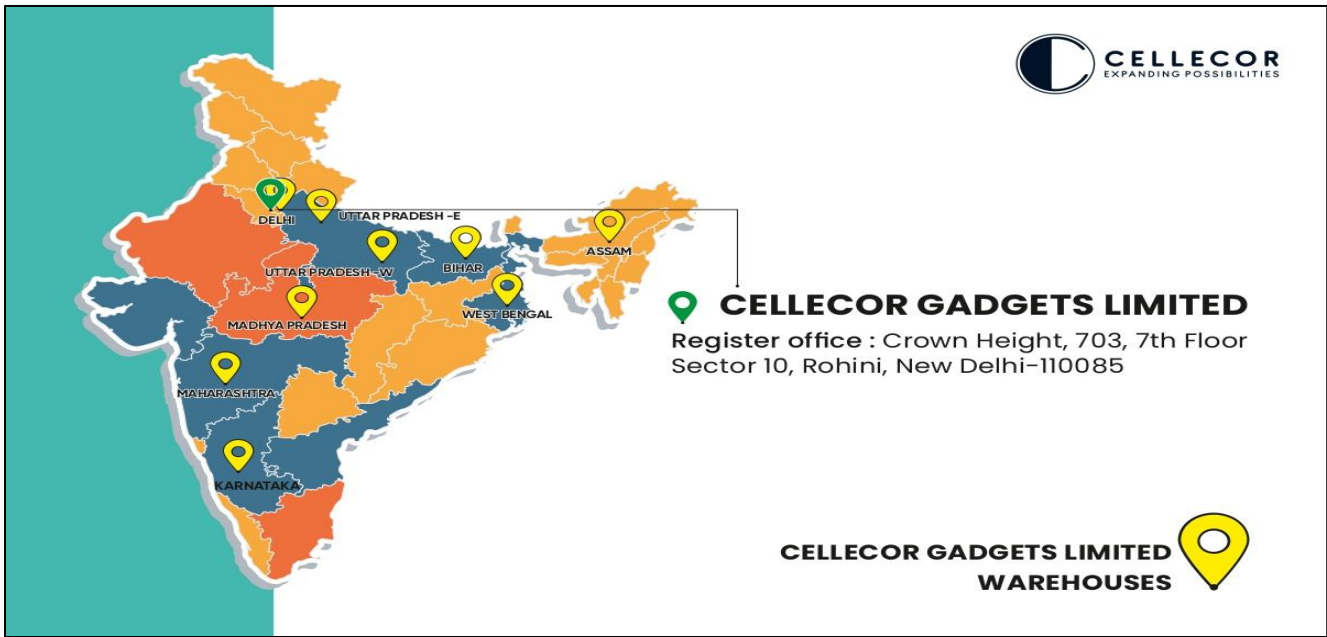 CELLECOR
EXPANDING POSSIBILITIES
DELHI
UTTAR PRADESH -E
UTTAR PRADESH -W
BIHAR
ASSAM
WEST BENGAL
MADHYA PRADESH
MAHARASHTRA
KARNATAKA
CELLECOR GADGETS LIMITED
Register office : Crown Height, 703, 7th Floor
Sector 10, Rohini, New Delhi-110085
CELLECOR GADGETS LIMITED
WAREHOUSES